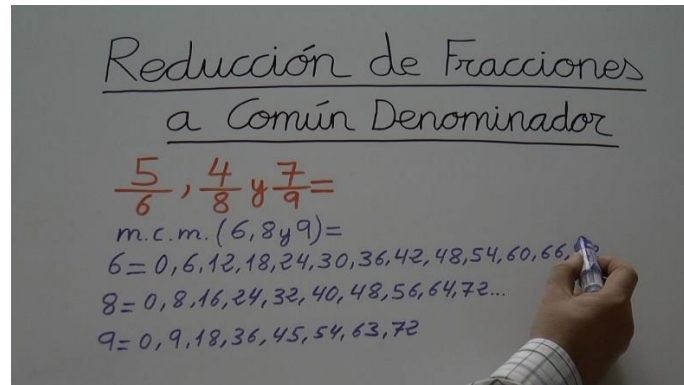 Reducción de Fracciones
a Común Denominador
5/6, 4/8 y 7/9=
m.c.m.(6,8y9)=
6=0,6,12,18,24,30,36,42,48,54,60,66,
8=0,8,16,24,32,40,48,56,64,72...
9=0,9,18,36,45,54,63,72